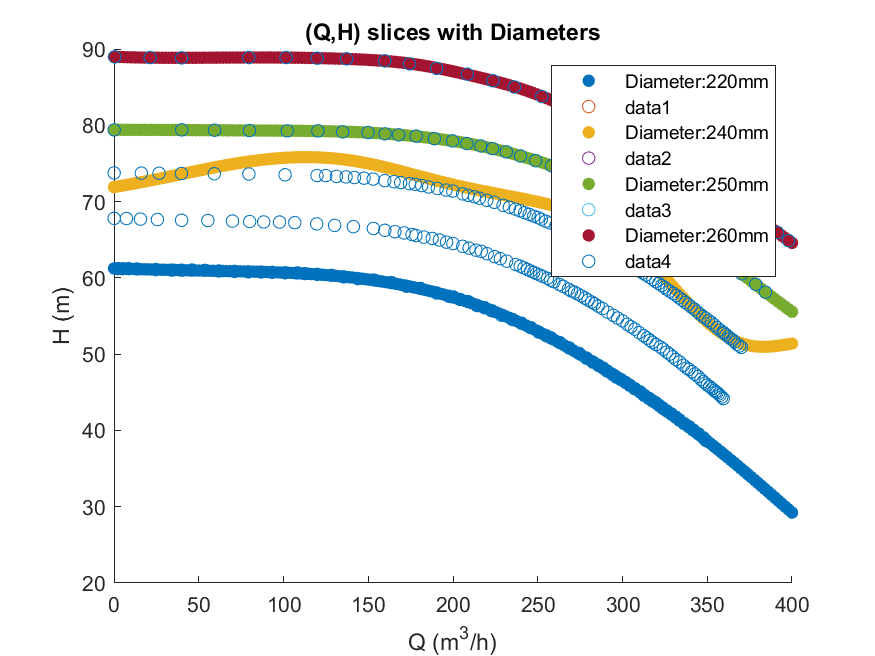 (Q,H) slices with Diameters
90
80
70
60
50
40
30
20
H (m)
Diameter:220mm
data1
Diameter:240mm
data2
Diameter:250mm
data3
Diameter:260mm
data4
0 50 100 150 200 250 300 350 400
Q (m³/h)